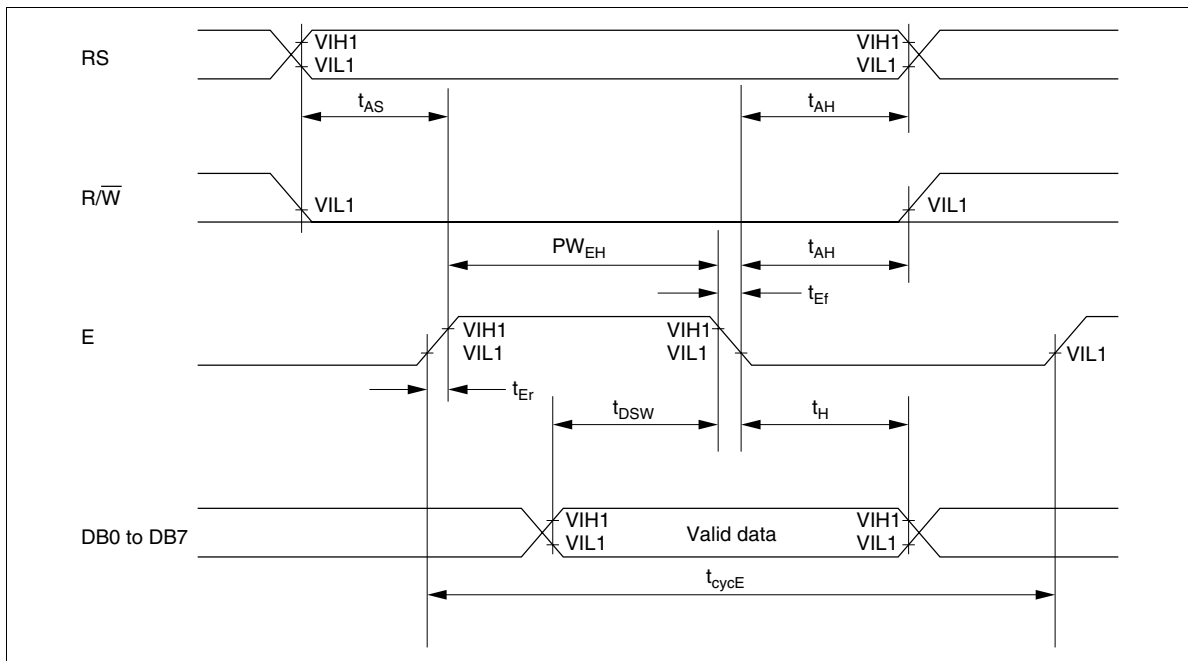 RS
VIH1
VIL1
VIH1
VIL1
tAS
tAH
R/W̅
VIL1
VIL1
PWEH
tAH
tEf
E
VIH1
VIL1
VIH1
VIL1
VIL1
tEr
tDSW
tH
DB0 to DB7
VIH1
VIL1
Valid data
VIH1
VIL1
tcycE